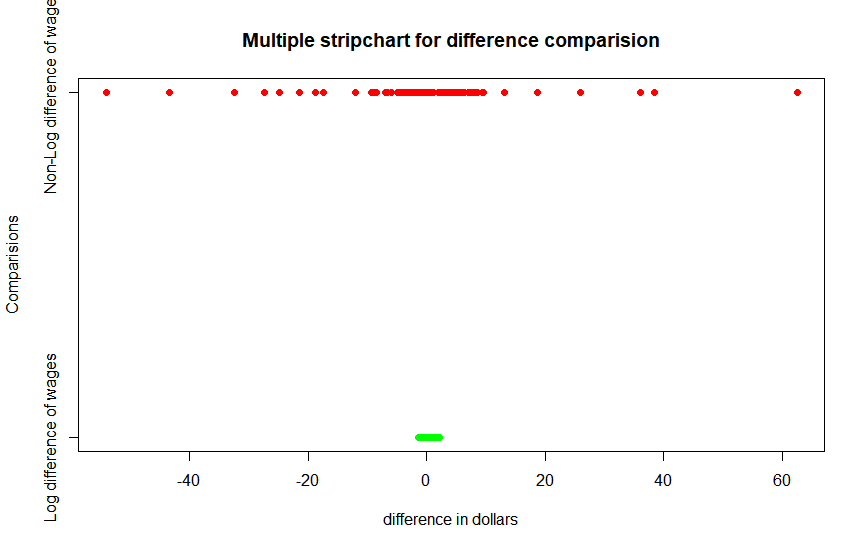 Multiple stripchart for difference comparision
Non-Log difference of wage
Log difference of wages
Comparisions
-40 -20 0 20 40 60
difference in dollars